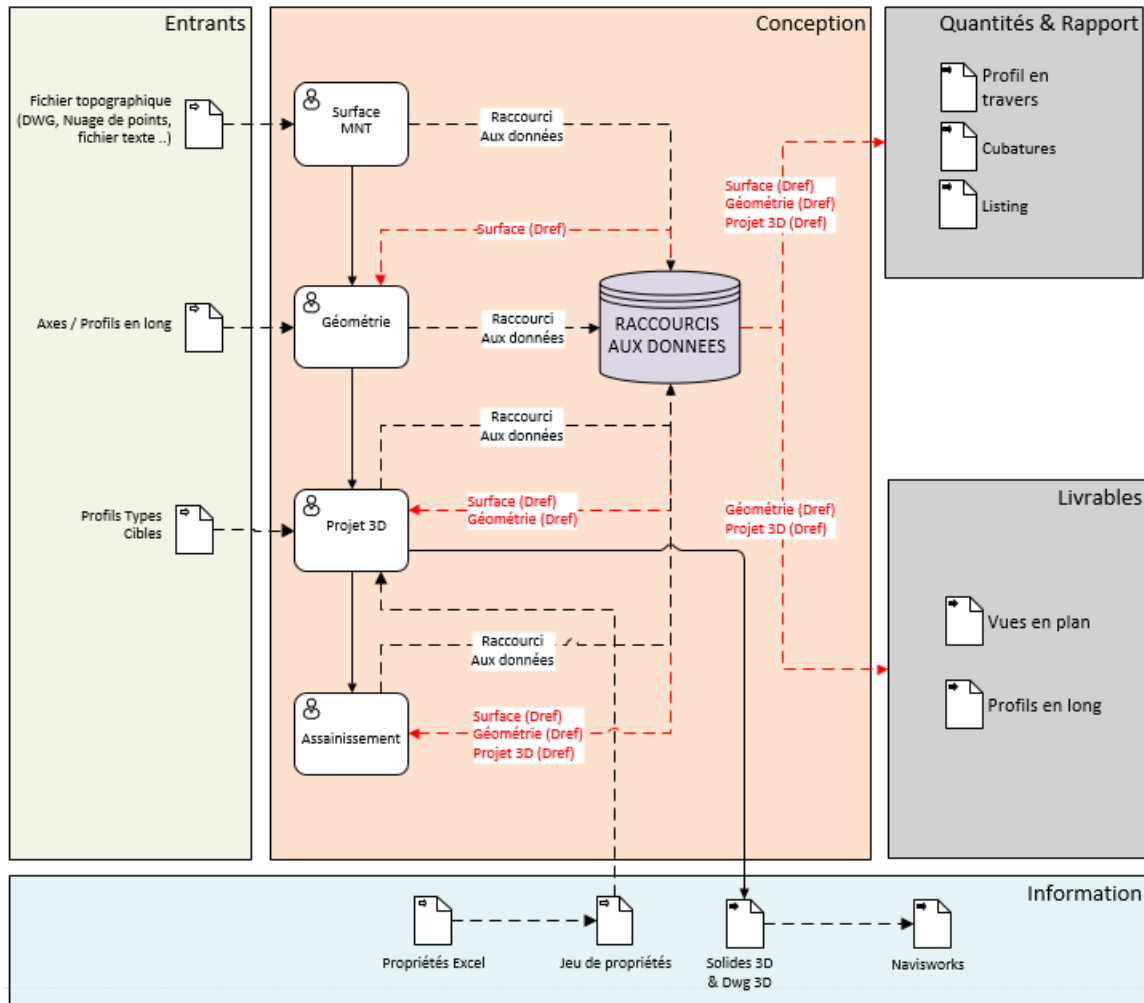 Entrants
Conception
Quantités & Rapport
Fichier topographique
(DWG, Nuage de points,
fichier texte ..)
Surface
MNT
Raccourci
Aux données
Profil en
travers
Cubatures
Listing
Surface (Dref)
Géométrie (Dref)
Projet 3D (Dref)
Surface (Dref)
Axes / Profils en long
Géométrie
Raccourci
Aux données
RACCOURCIS
AUX DONNEES
Raccourci
Aux données
Profils Types
Cibles
Projet 3D
Surface (Dref)
Géométrie (Dref)
Géométrie (Dref)
Projet 3D (Dref)
Livrables
Vues en plan
Profils en long
Raccourci
Aux données
Assainissement
Surface (Dref)
Géométrie (Dref)
Projet 3D (Dref)
Information
Propriétés Excel
Jeu de propriétés
Solides 3D
& Dwg 3D
Navisworks